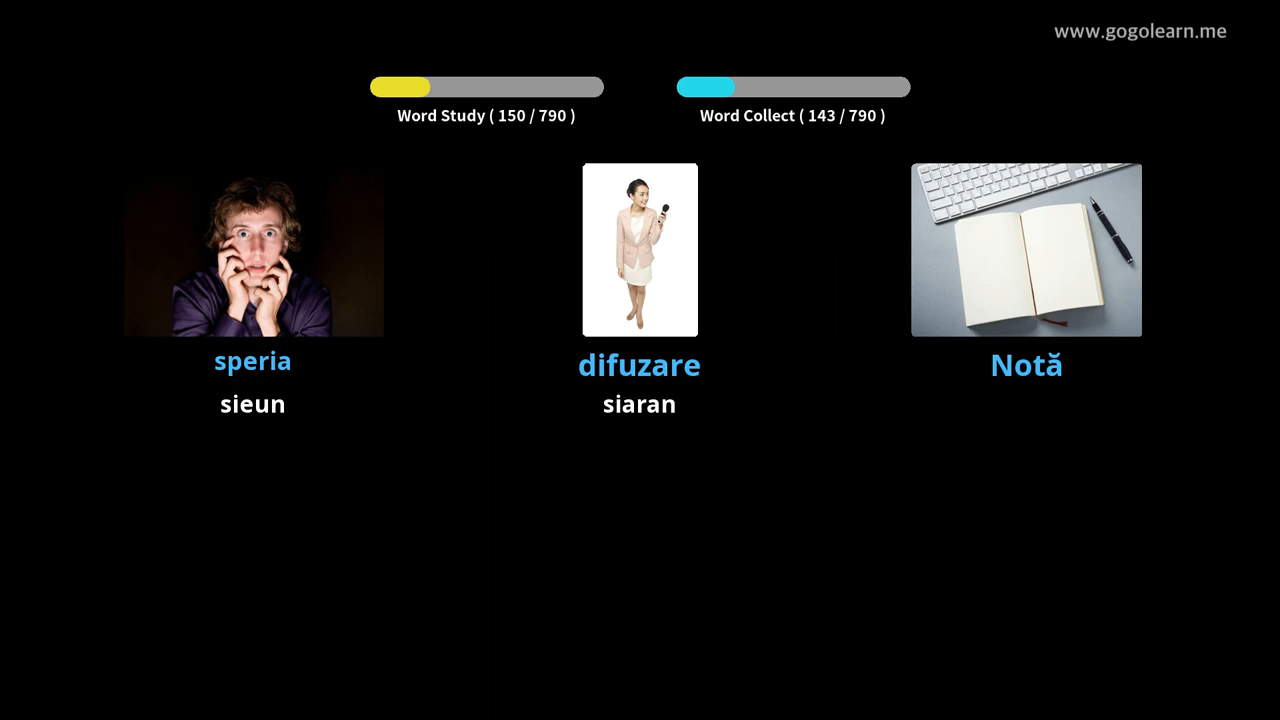 www.gogolearn.me
Word Study ( 150 / 790 )
Word Collect ( 143 / 790 )
speria
difuzare
Notă
sieun
siaran